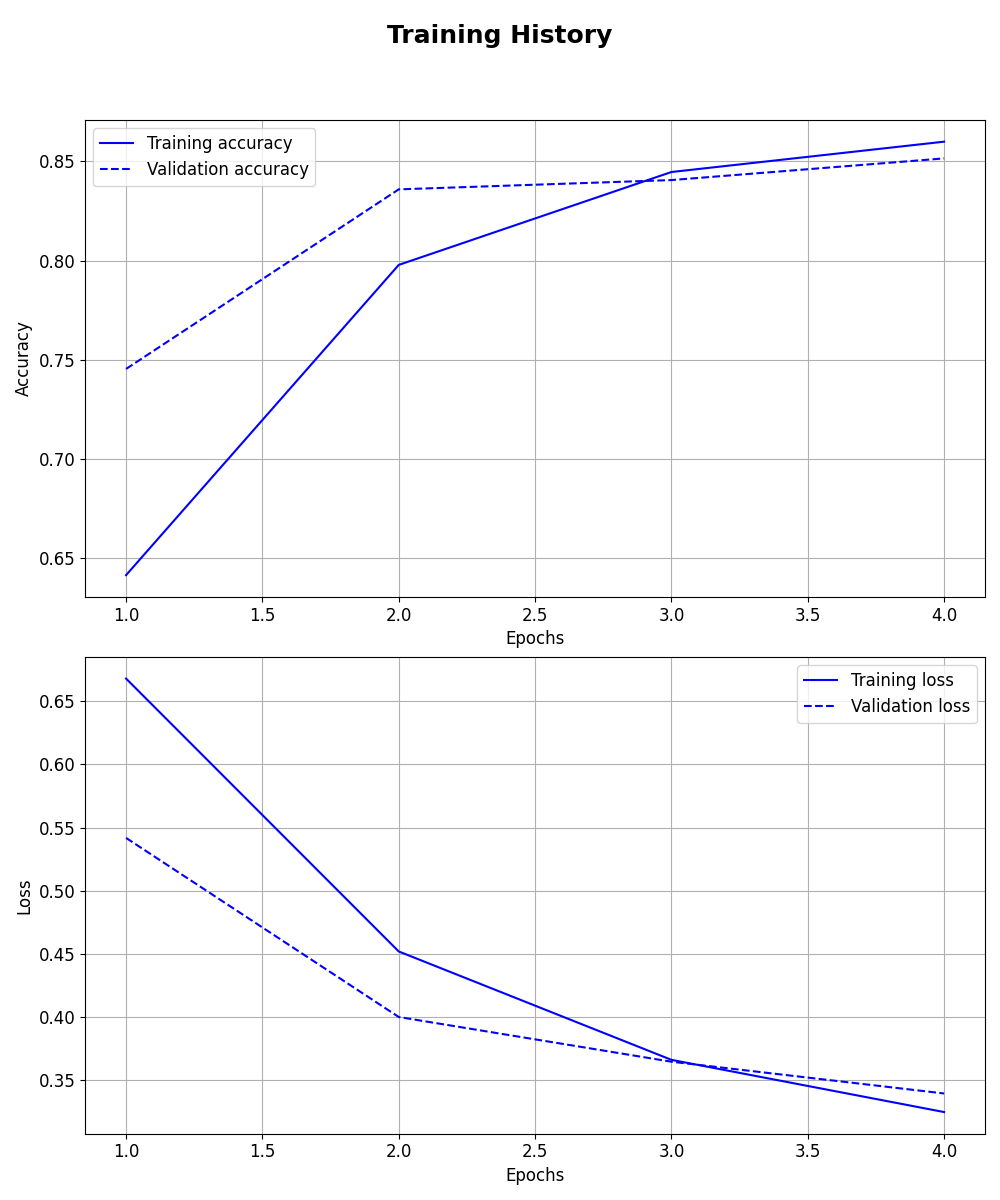 Training History
Training accuracy
Validation accuracy
0.85
0.80
0.75
0.70
0.65
Accuracy
1.0 1.5 2.0 2.5 3.0 3.5 4.0
Epochs
Training loss
Validation loss
0.65
0.60
0.55
0.50
0.45
0.40
0.35
Loss
1.0 1.5 2.0 2.5 3.0 3.5 4.0
Epochs